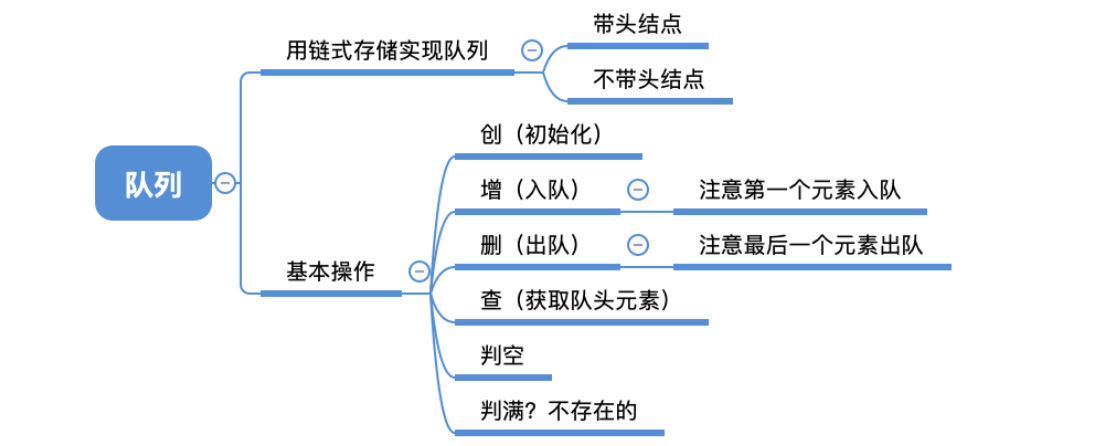 队列
用链式存储实现队列
带头结点
不带头结点
基本操作
创（初始化）
增（入队）
注意第一个元素入队
删（出队）
注意最后一个元素出队
查（获取队头元素）
判空
判满？不存在的